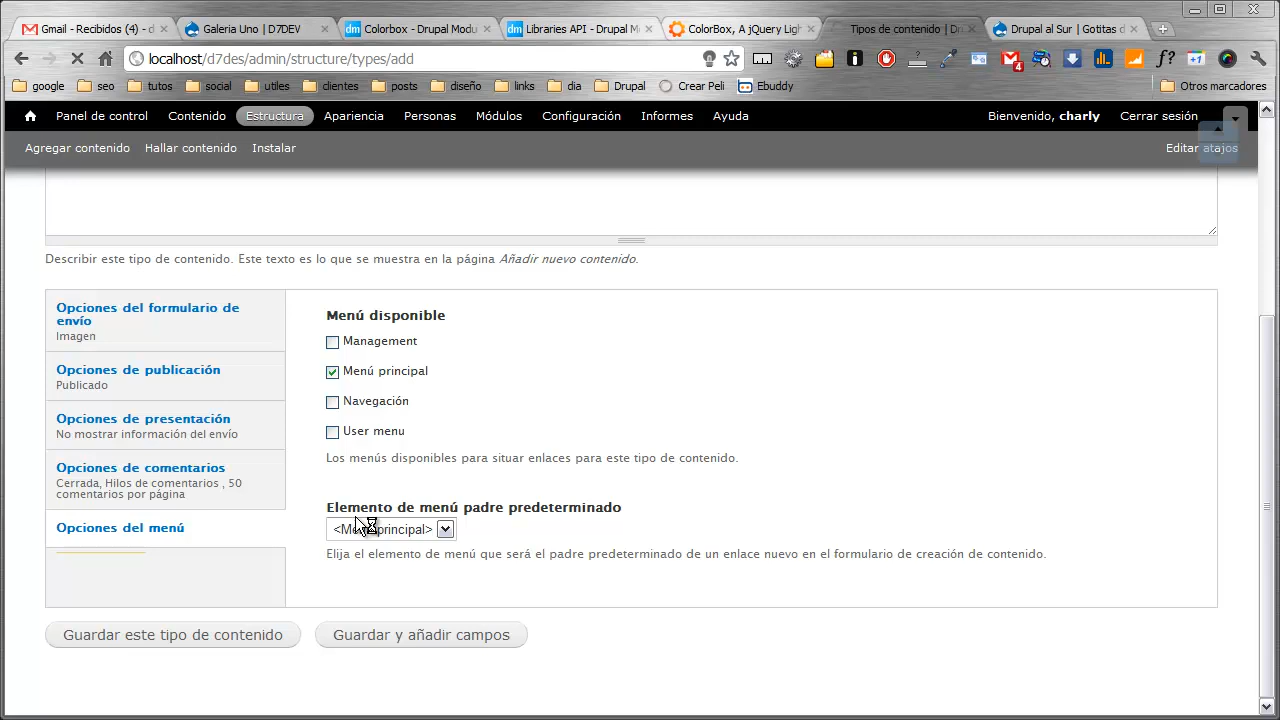 Gmail - Recibidos (4) - d
Galeria Uno | D7DEV
Colorbox - Drupal Modu
Libraries API - Drupal M
ColorBox, A jQuery Ligh
Tipos de contenido | D
Drupal al Sur | Gotitas d
localhost/d7des/admin/structure/types/add
google
seo
tutos
social
utiles
clientes
posts
diseño
links
dia
Drupal
Crear Peli
Ebuddy
Otros marcadores
Panel de control
Contenido
Estructura
Apariencia
Personas
Módulos
Configuración
Informes
Ayuda
Bienvenido, charly
Cerrar sesión
Agregar contenido
Hallar contenido
Instalar
Editar atajos
Describir este tipo de contenido. Este texto es lo que se muestra en la página Añadir nuevo contenido.
Opciones del formulario de
envío
Imagen
Opciones de publicación
Publicado
Opciones de presentación
No mostrar información del envío
Opciones de comentarios
Cerrada, Hilos de comentarios , 50
comentarios por página
Opciones del menú
Menú disponible
Management
Menú principal
Navegación
User menu
Los menús disponibles para situar enlaces para este tipo de contenido.
Elemento de menú padre predeterminado
<Menú principal>
Elija el elemento de menú que será el padre predeterminado de un enlace nuevo en el formulario de creación de contenido.
Guardar este tipo de contenido
Guardar y añadir campos